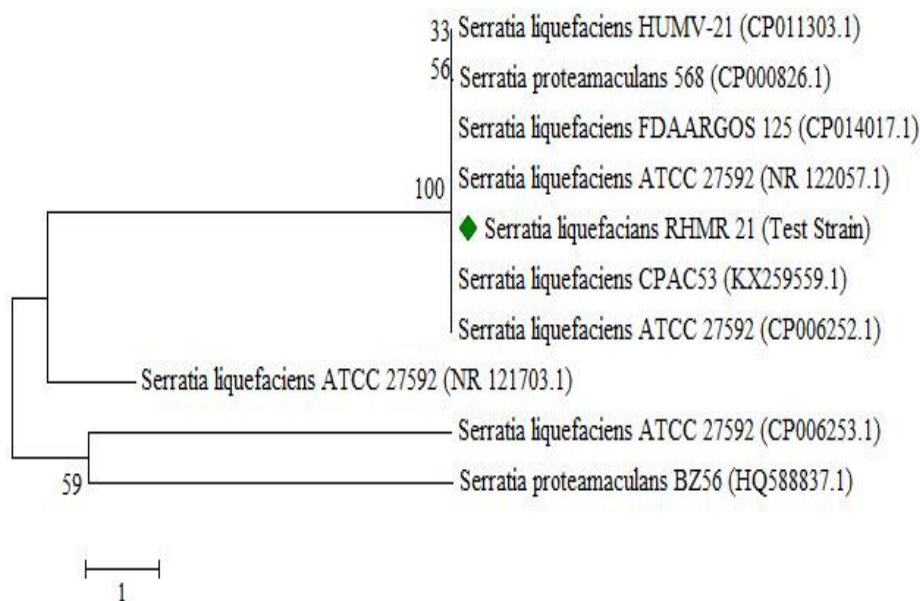 33
Serratia liquefaciens HUMV-21 (CP011303.1)
56
Serratia proteamaculans 568 (CP000826.1)
Serratia liquefaciens FDAARGOS 125 (CP014017.1)
Serratia liquefaciens ATCC 27592 (NR 122057.1)
100
Serratia liquefacians RHMR 21 (Test Strain)
Serratia liquefaciens CPAC53 (KX259559.1)
Serratia liquefaciens ATCC 27592 (CP006252.1)
Serratia liquefaciens ATCC 27592 (NR 121703.1)
Serratia liquefaciens ATCC 27592 (CP006253.1)
59
Serratia proteamaculans BZ56 (HQ588837.1)
1